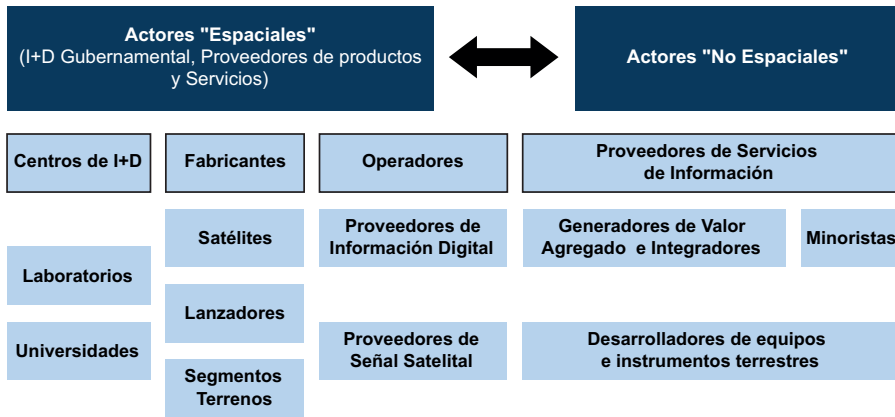 Actores "Espaciales"
(I+D Gubernamental, Proveedores de productos
y Servicios)
Actores "No Espaciales"
Centros de I+D
Fabricantes
Operadores
Proveedores de Servicios
de Información
Satélites
Proveedores de
Información Digital
Generadores de Valor
Agregado e Integradores
Minoristas
Laboratorios
Lanzadores
Universidades
Proveedores de
Señal Satelital
Desarrolladores de equipos
e instrumentos terrestres
Segmentos
Terrenos